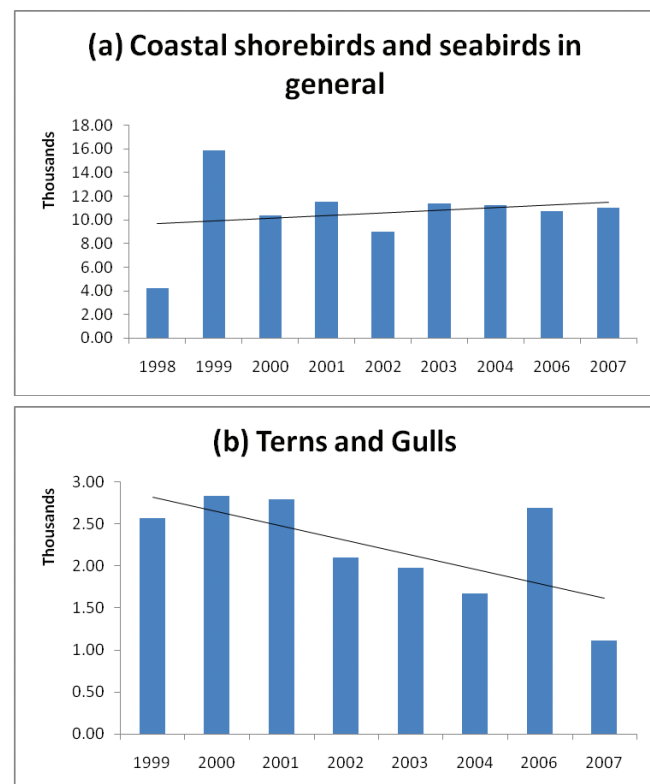 (a) Coastal shorebirds and seabirds in
general
Thousands
18.00
16.00
14.00
12.00
10.00
8.00
6.00
4.00
2.00
0.00
1998 1999 2000 2001 2002 2003 2004 2006 2007
(b) Terns and Gulls
Thousands
3.00
2.50
2.00
1.50
1.00
0.50
0.00
1999 2000 2001 2002 2003 2004 2006 2007